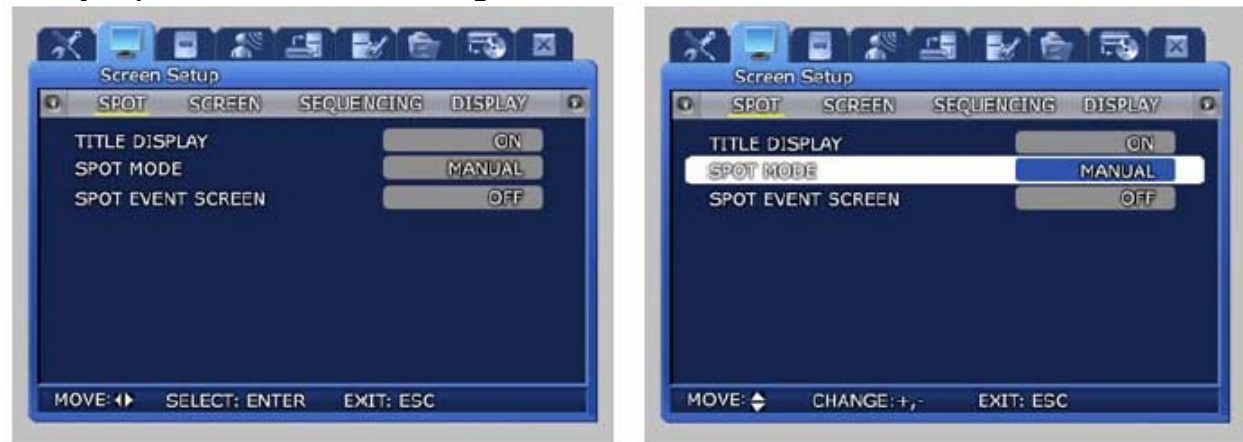 Screen Setup
SPOT SCREEN SEQUENCING DISPLAY
TITLE DISPLAY ON
SPOT MODE MANUAL
SPOT EVENT SCREEN OFF
MOVE: SELECT: ENTER EXIT: ESC
Screen Setup
SPOT SCREEN SEQUENCING DISPLAY
TITLE DISPLAY ON
SPOT MODE MANUAL
SPOT EVENT SCREEN OFF
MOVE: CHANGE:+,- EXIT: ESC